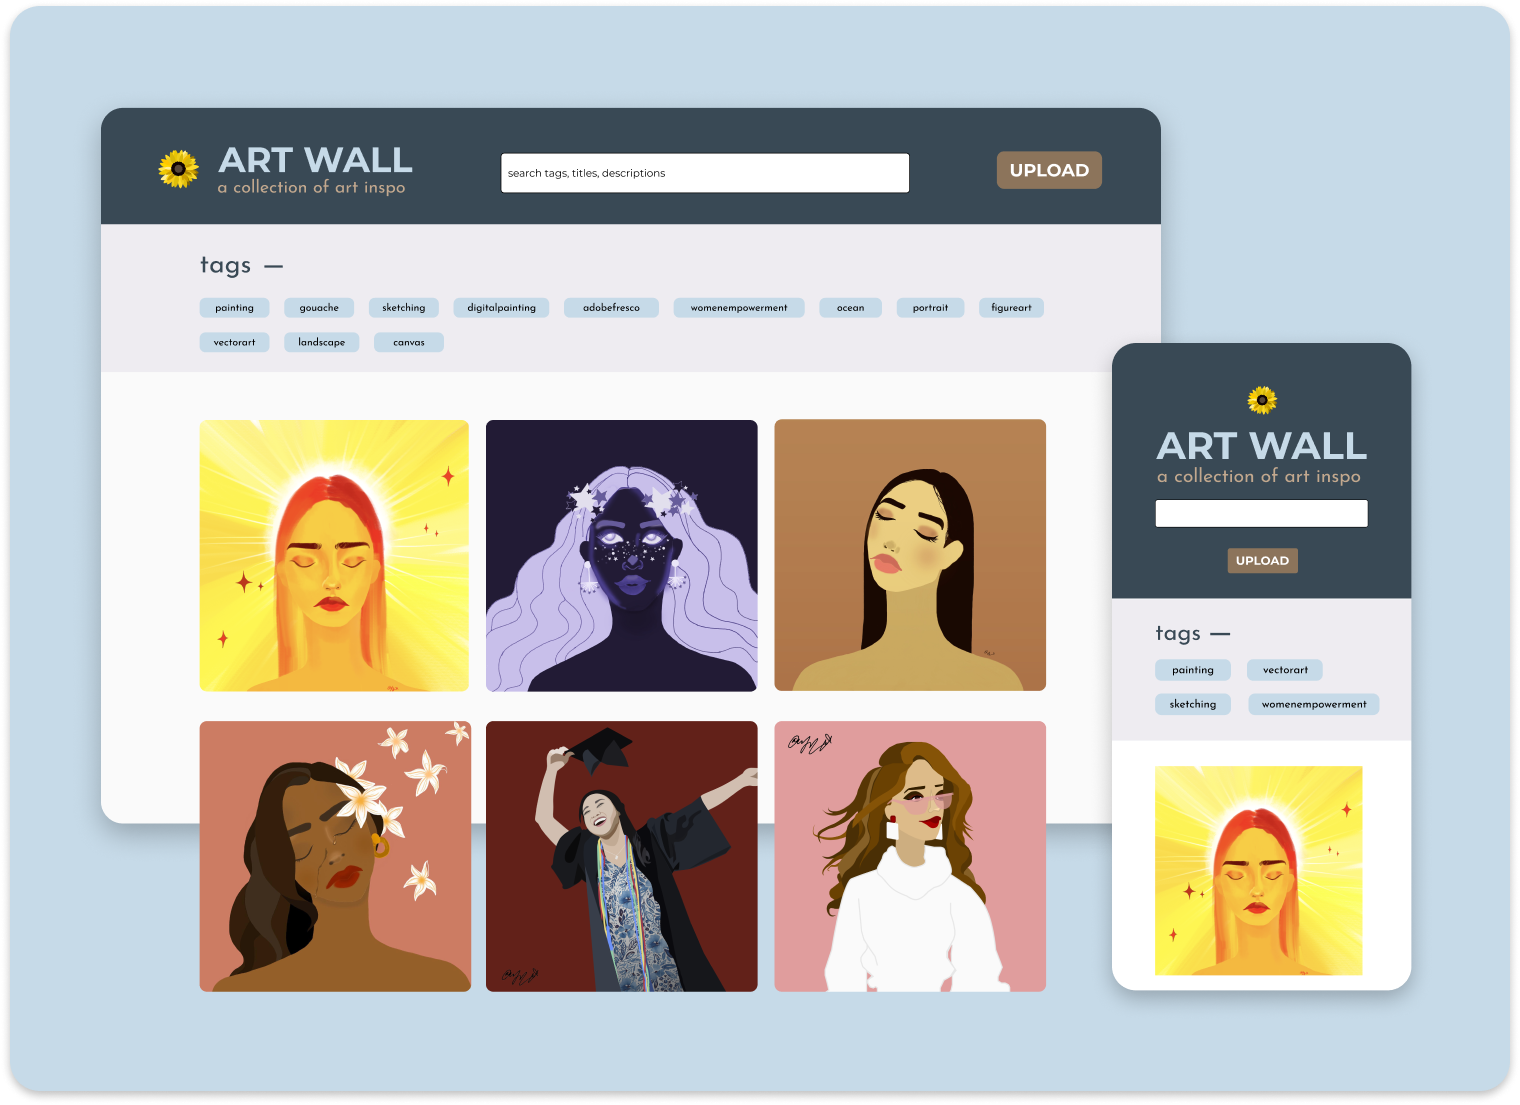 ART WALL
a collection of art inspo
search tags, titles, descriptions
UPLOAD
tags —
painting gouache sketching digitalpainting adobefresco womenempowerment ocean portrait figureart
vectorart landscape canvas
ART WALL
a collection of art inspo
UPLOAD
tags —
painting vectorart
sketching womenempowerment